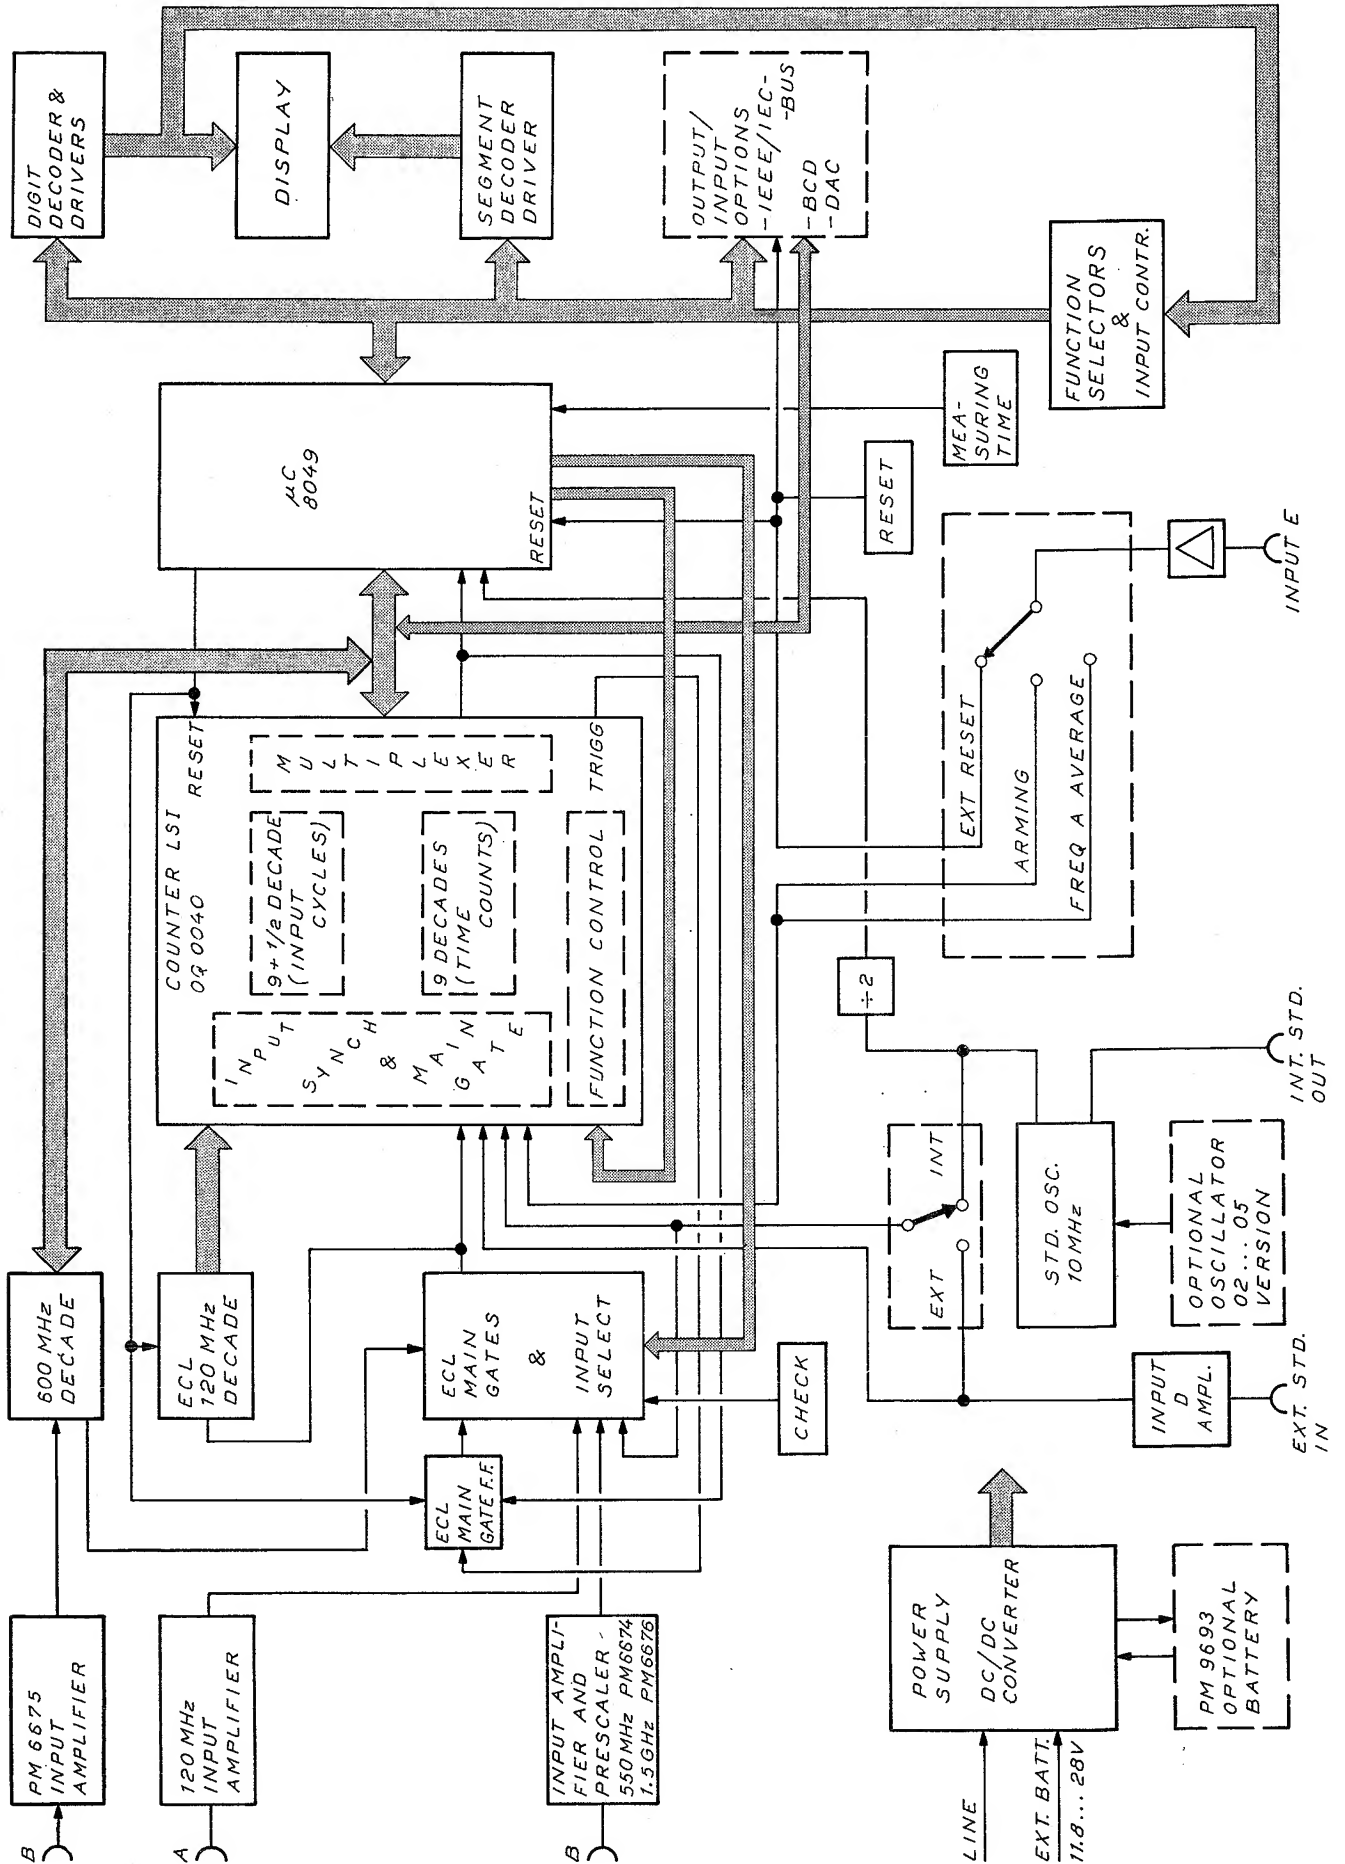 B
PM 6675
INPUT
AMPLIFIER
600 MHz
DECADE
DIGIT
DECODER &
DRIVERS
A
120 MHz
INPUT
AMPLIFIER
ECL
120 MHz
DECADE
COUNTER LSI
OQ 0040
RESET
INPUT
SYNCH
&
MAIN
GATE
9 + 1/2 DECADE
(INPUT
CYCLES)
9 DECADES
(TIME
COUNTS)
MULTIPLEXER
FUNCTION CONTROL
TRIGG
µC
8049
RESET
DISPLAY
SEGMENT
DECODER
DRIVER
ECL
MAIN
GATE F.F.
ECL
MAIN
GATES
&
INPUT
SELECT
B
INPUT AMPLI-
FIER AND
PRESCALER
550 MHz PM6674
1.5 GHz PM6676
OUTPUT/
INPUT
OPTIONS
-IEEE/IEC-
-BUS
-BCD
-DAC
CHECK
÷2
RESET
MEA-
SURING
TIME
EXT
INT
EXT RESET
ARMING
FREQ A AVERAGE
FUNCTION
SELECTORS
&
INPUT CONTR.
LINE
EXT. BATT.
11.8... 28V
POWER
SUPPLY
DC/DC
CONVERTER
STD. OSC.
10 MHz
INPUT
D
AMPL.
PM 9693
OPTIONAL
BATTERY
OPTIONAL
OSCILLATOR
02 ... 05
VERSION
EXT. STD.
IN
INT. STD.
OUT
INPUT E